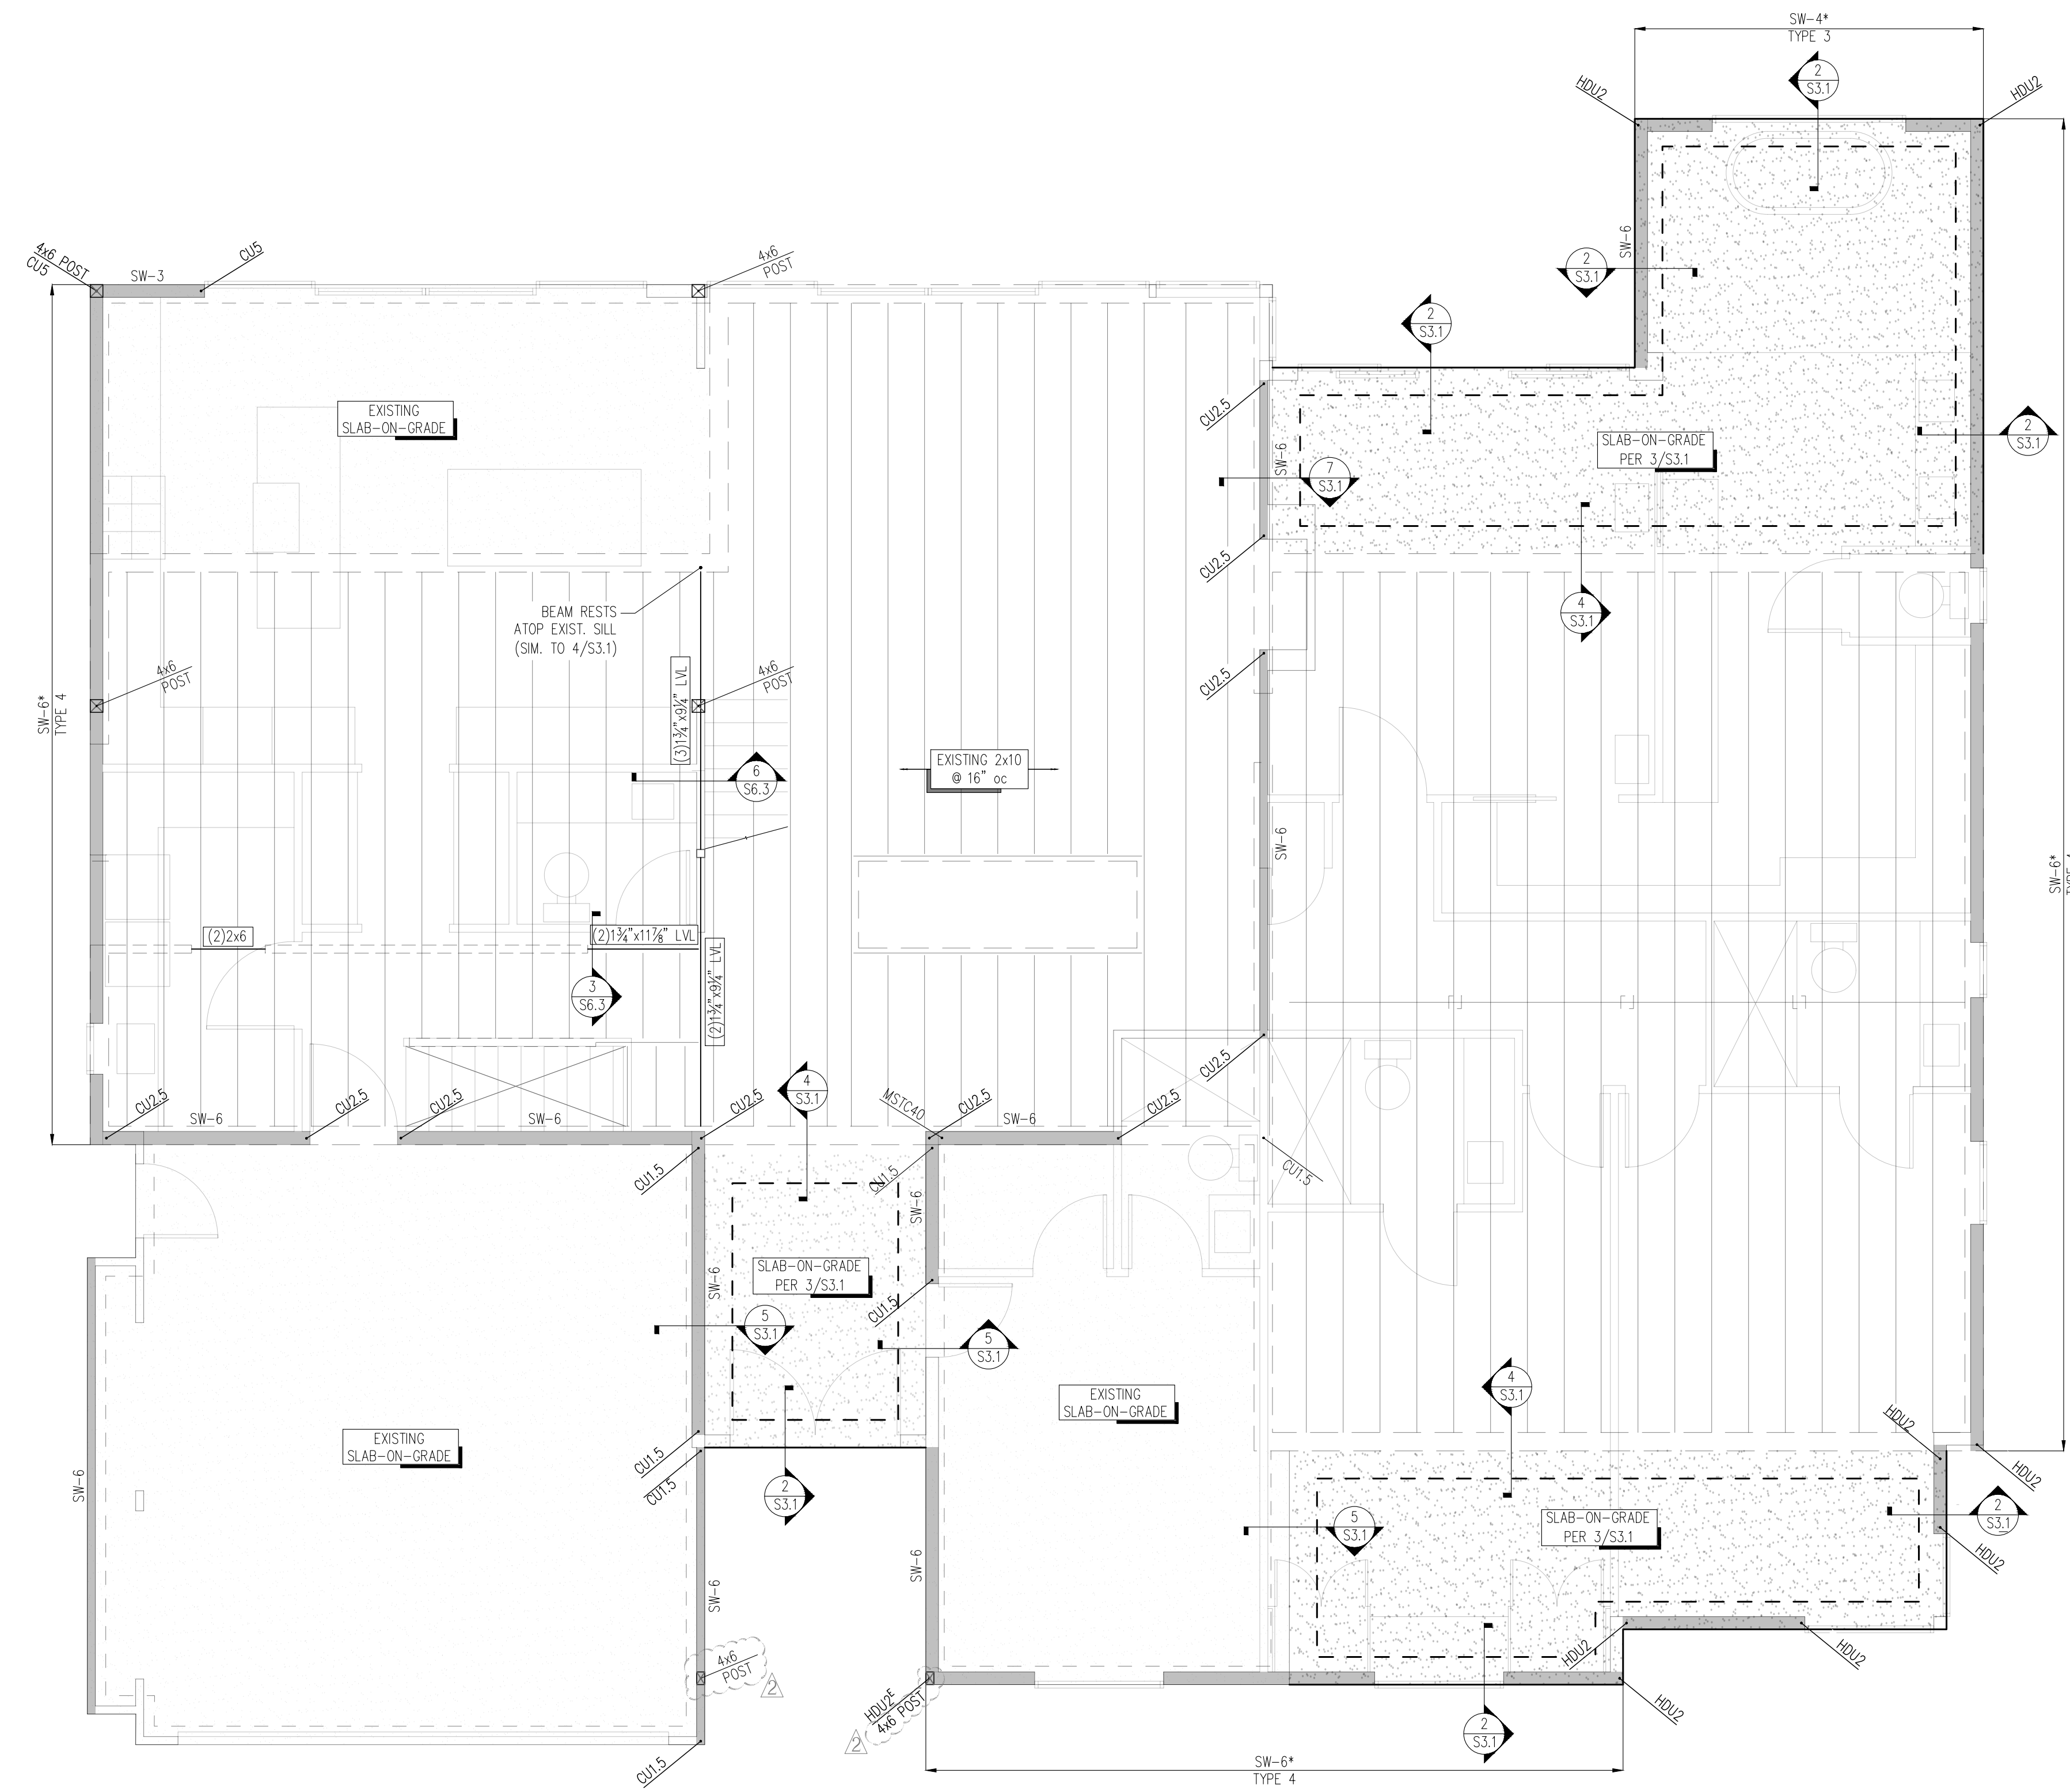 SW-4*
TYPE 3
2
S3.1
HDU2
HDU2
4x6 POST
CU5
SW-3
CU5
4x6
POST
SW-6
2
S3.1
2
S3.1
EXISTING
SLAB-ON-GRADE
CU2.5
SW-6
7
S3.1
SLAB-ON-GRADE
PER 3/S3.1
2
S3.1
CU2.5
BEAM RESTS
ATOP EXIST. SILL
(SIM. TO 4/S3.1)
4
S3.1
SW-6*
TYPE 4
4x6
POST
(3)1¾"x9¼" LVL
4x6
POST
CU2.5
6
S6.3
EXISTING 2x10
@ 16" oc
SW-6
SW-6*
(2)2x6
(2)1¾"x11⅞" LVL
(2)1¾"x9¼" LVL
3
S6.3
CU2.5
SW-6
CU2.5
CU2.5
SW-6
CU2.5
4
S3.1
MSTC40
CU2.5
SW-6
CU2.5
CU2.5
CU1.5
CU1.5
CU1.5
SW-6
SW-6
SLAB-ON-GRADE
PER 3/S3.1
CU1.5
5
S3.1
5
S3.1
EXISTING
SLAB-ON-GRADE
4
S3.1
EXISTING
SLAB-ON-GRADE
SW-6
CU1.5
CU1.5
2
S3.1
HDU2
HDU2
5
S3.1
SLAB-ON-GRADE
PER 3/S3.1
2
S3.1
HDU2
SW-6
SW-6
4x6
POST
2
HDU2ᴱ
4x6 POST
2
HDU2
HDU2
HDU2
2
S3.1
CU1.5
SW-6*
TYPE 4